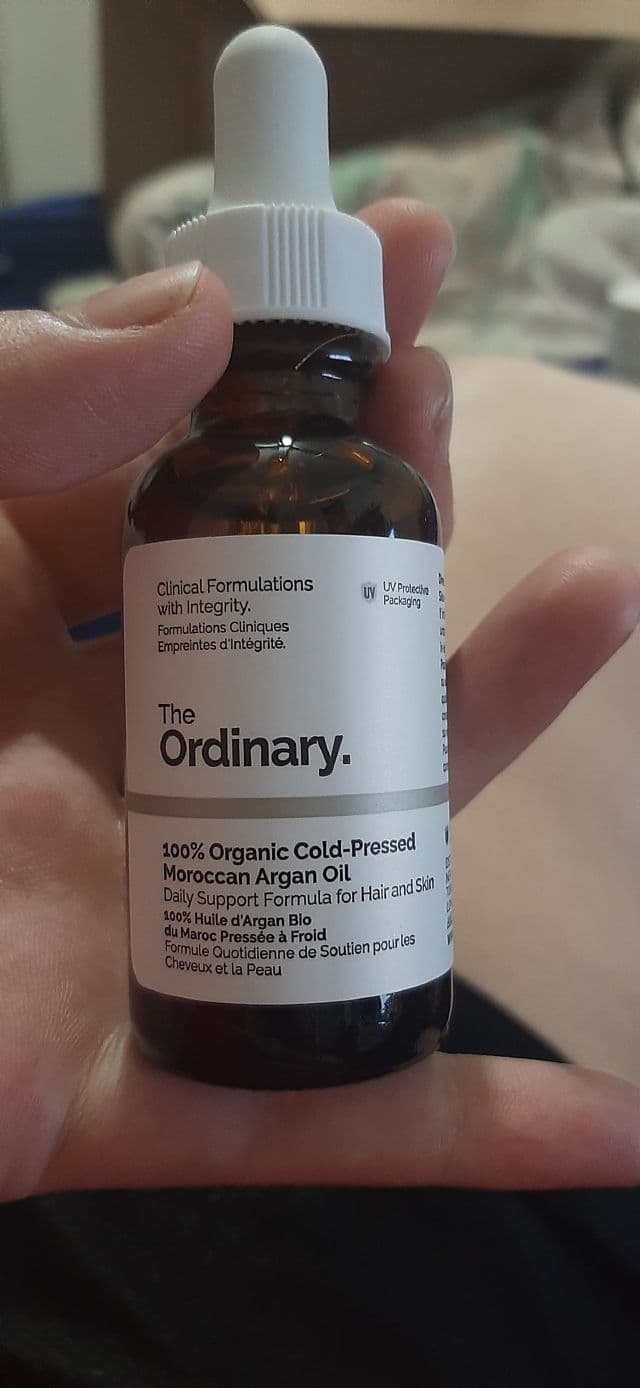 Clinical Formulations
with Integrity.
Formulations Cliniques
Empreintes d'Intégrité.
UV
UV Protective
Packaging
The
Ordinary.
100% Organic Cold-Pressed
Moroccan Argan Oil
Daily Support Formula for Hair and Skin
100% Huile d'Argan Bio
du Maroc Pressée à Froid
Formule Quotidienne de Soutien pour les
Cheveux et la Peau